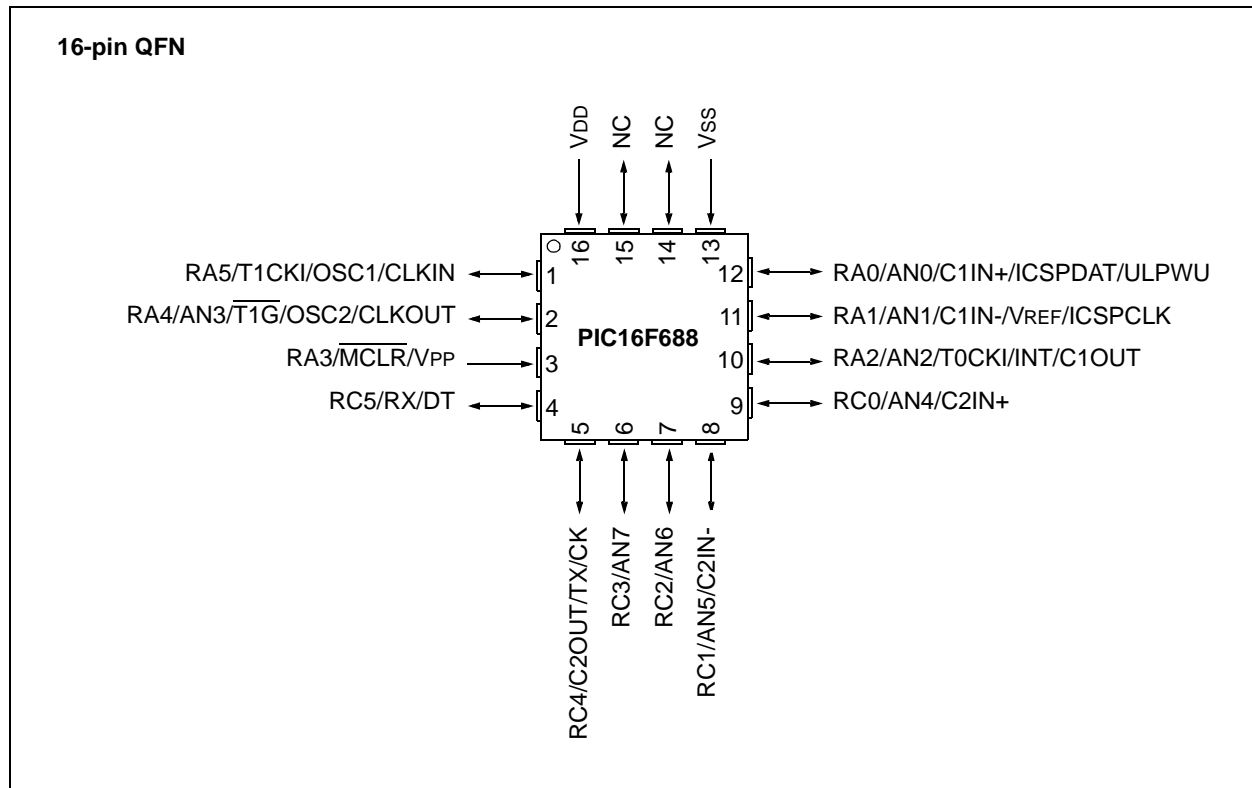 16-pin QFN
VDD
NC
NC
VSS
16
15
14
13
RA5/T1CKI/OSC1/CLKIN
1
12
RA0/AN0/C1IN+/ICSPDAT/ULPWU
RA4/AN3/T1G/OSC2/CLKOUT
2
11
RA1/AN1/C1IN-/VREF/ICSPCLK
PIC16F688
RA3/MCLR/VPP
3
10
RA2/AN2/T0CKI/INT/C1OUT
RC5/RX/DT
4
9
RC0/AN4/C2IN+
5
6
7
8
RC4/C2OUT/TX/CK
RC3/AN7
RC2/AN6
RC1/AN5/C2IN-